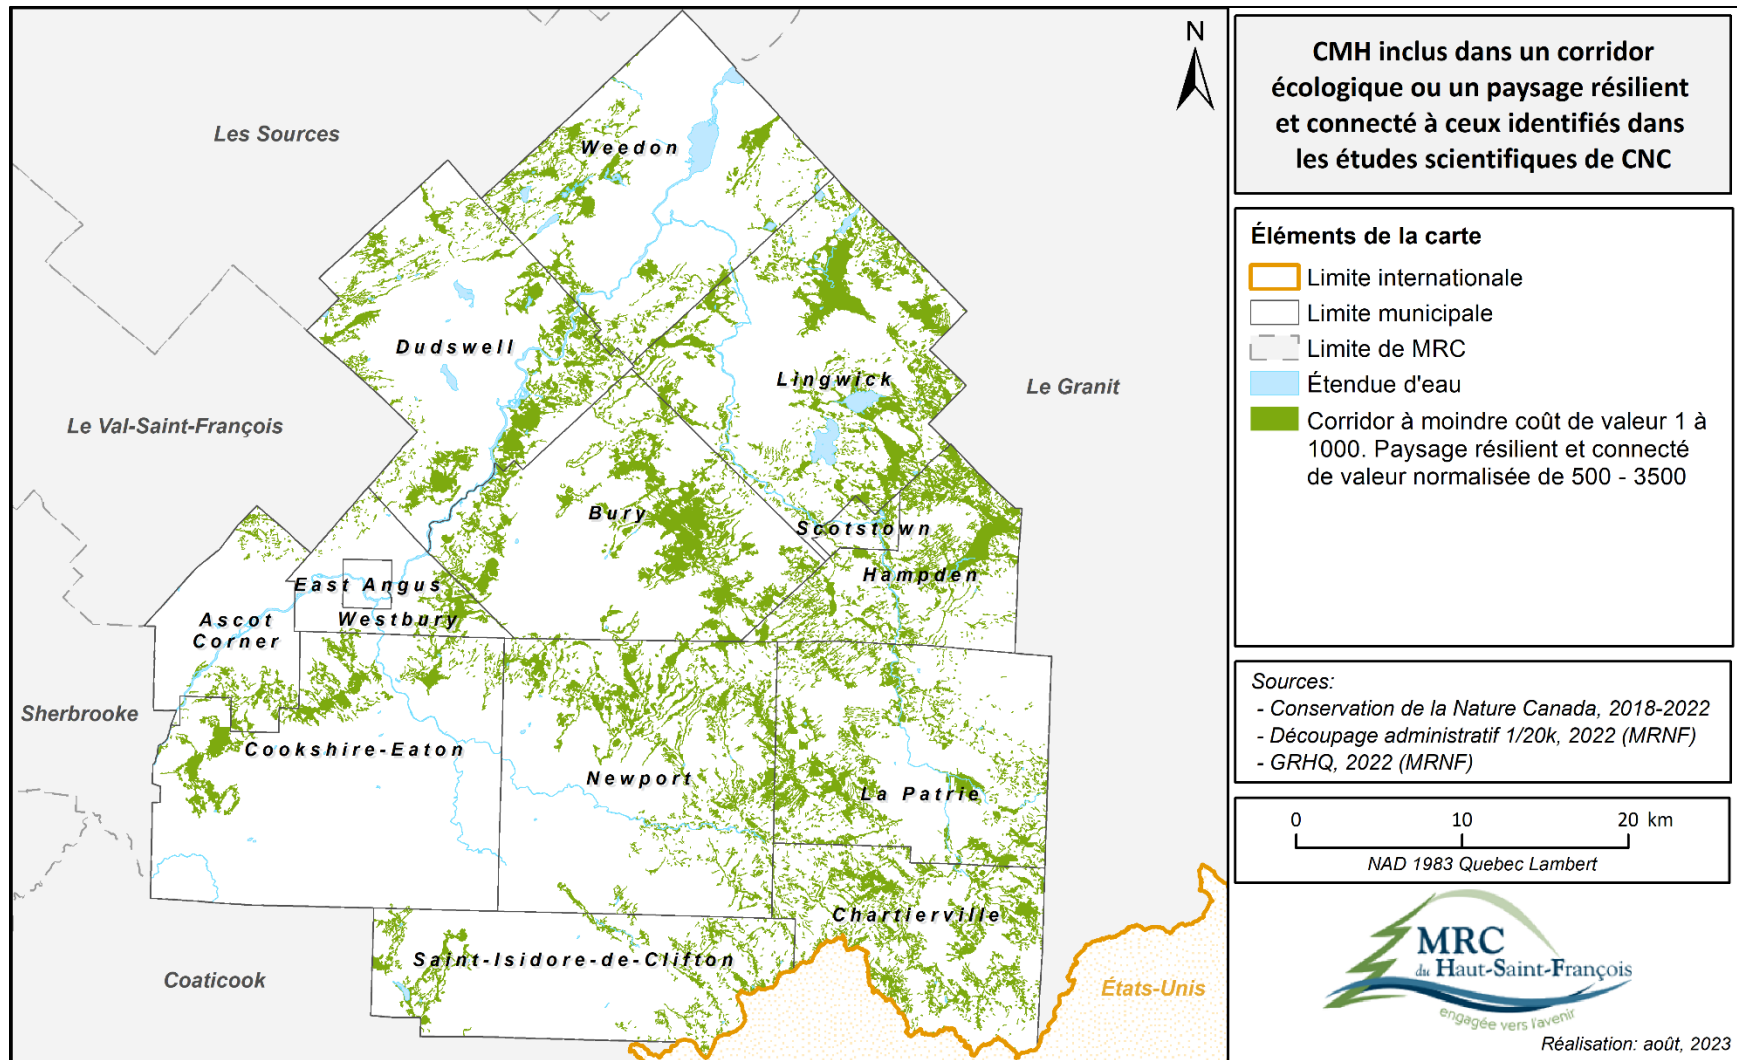 N
Les Sources
Weedon
Dudswell
Le Granit
Lingwick
Le Val-Saint-François
Bury
Scotstown
Hampden
East Angus
Ascot
Corner
Westbury
Sherbrooke
Cookshire-Eaton
Newport
La Patrie
Chartierville
Saint-Isidore-de-Clifton
Coaticook
États-Unis
CMH inclus dans un corridor
écologique ou un paysage résilient
et connecté à ceux identifiés dans
les études scientifiques de CNC
Éléments de la carte
Limite internationale
Limite municipale
Limite de MRC
Étendue d'eau
Corridor à moindre coût de valeur 1 à
1000. Paysage résilient et connecté
de valeur normalisée de 500 - 3500
Sources:
- Conservation de la Nature Canada, 2018-2022
- Découpage administratif 1/20k, 2022 (MRNF)
- GRHQ, 2022 (MRNF)
0 10 20 km
NAD 1983 Quebec Lambert
MRC
du Haut-Saint-François
engagée vers l'avenir
Réalisation: août, 2023